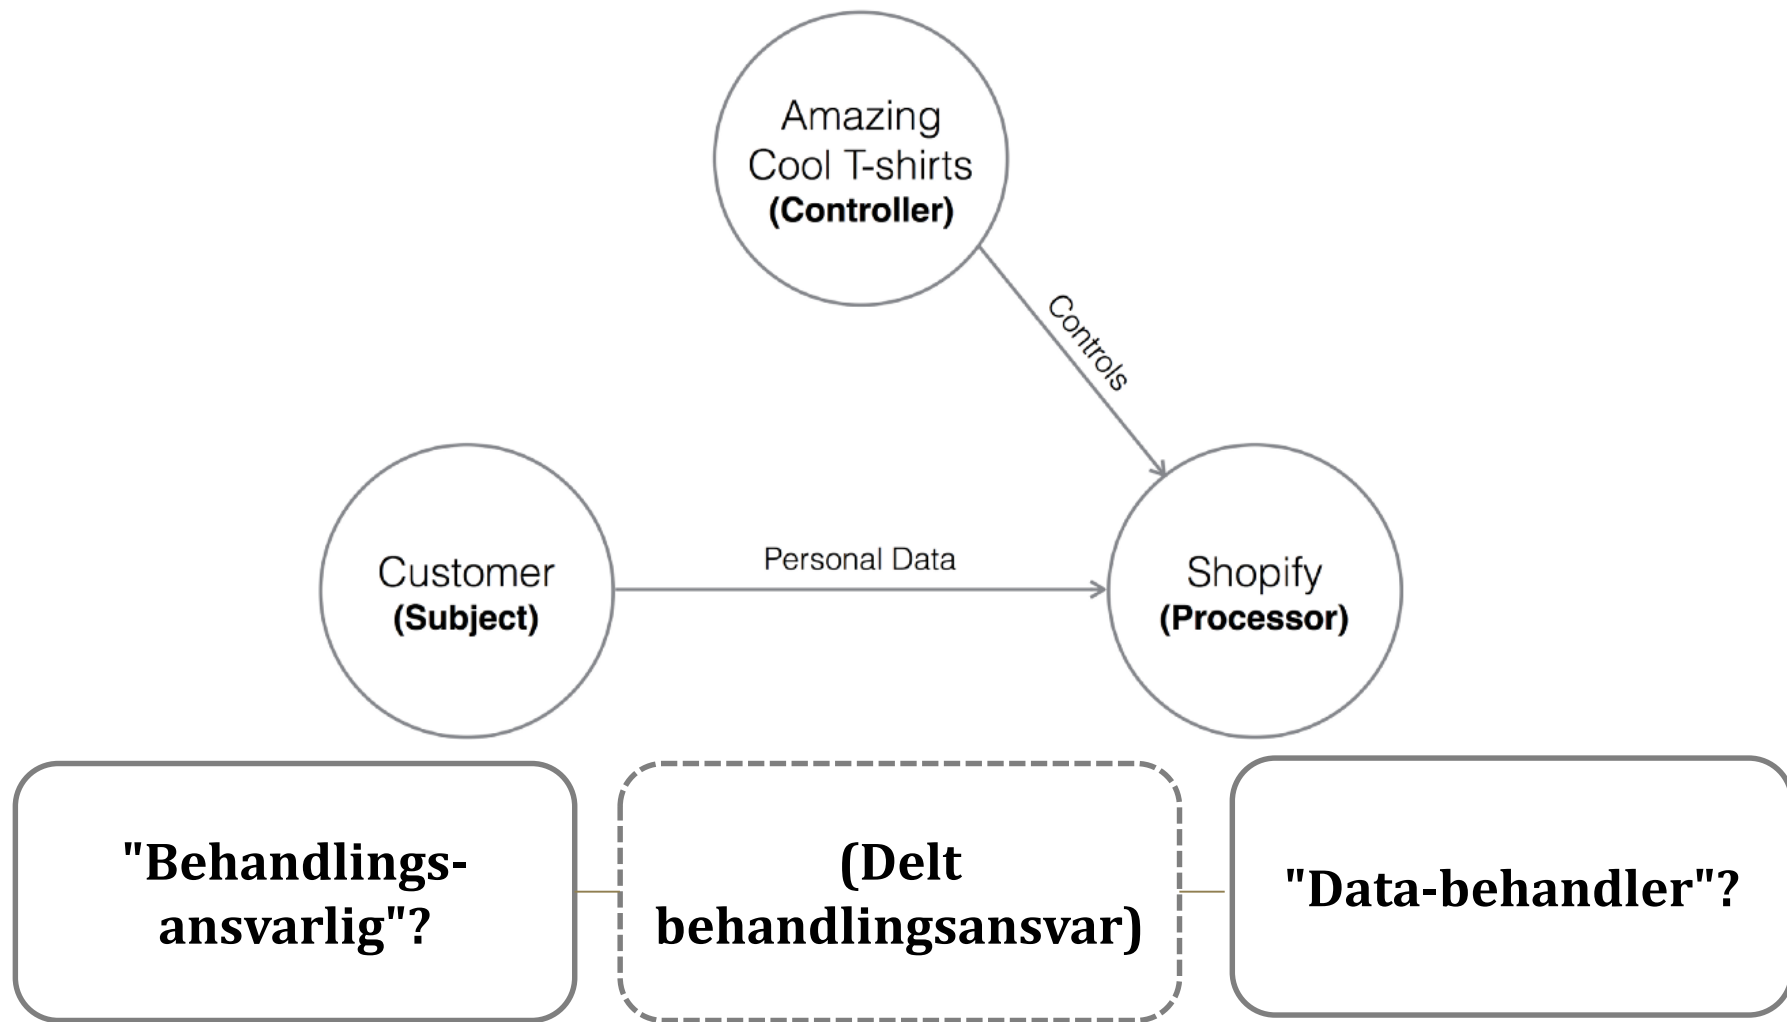 Amazing
Cool T-shirts
(Controller)
Controls
Customer
(Subject)
Personal Data
Shopify
(Processor)
"Behandlings-
ansvarlig"?
(Delt
behandlingsansvar)
"Data-behandler"?